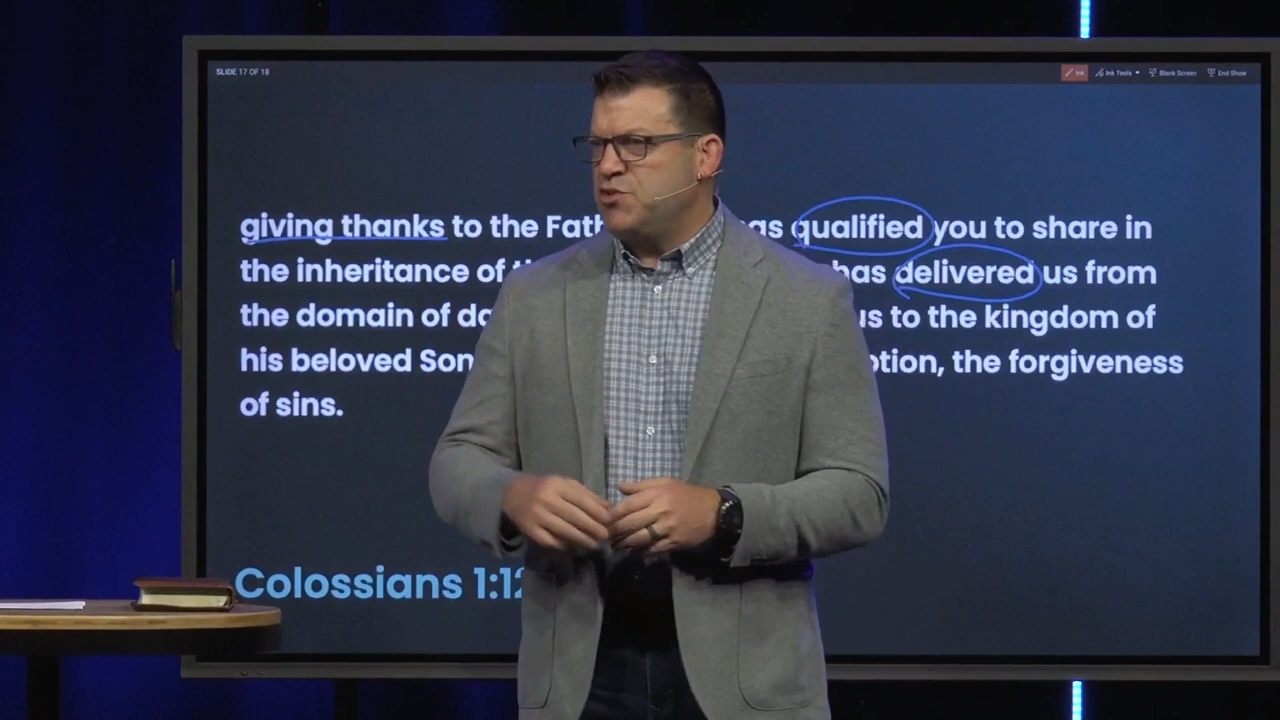 SLIDE 17 OF 18
Ink Ink Tools Blank Screen End Show
giving thanks to the Fath as qualified you to share in
the inheritance of has delivered us from
the domain of da us to the kingdom of
his beloved Son ption, the forgiveness
of sins.
Colossians 1:12